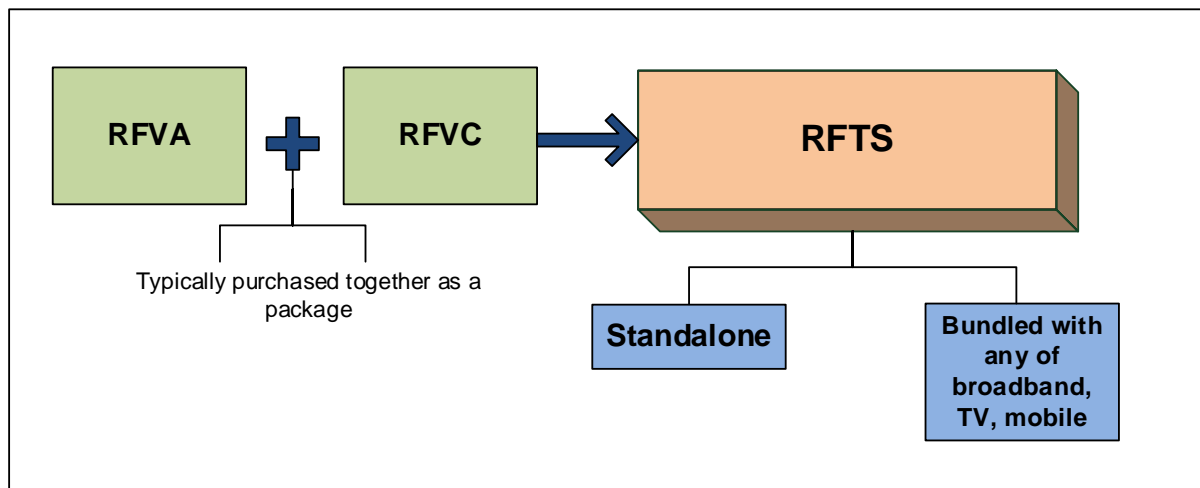 RFVA
RFVC
RFTS
Typically purchased together as a
package
Standalone
Bundled with
any of
broadband,
TV, mobile